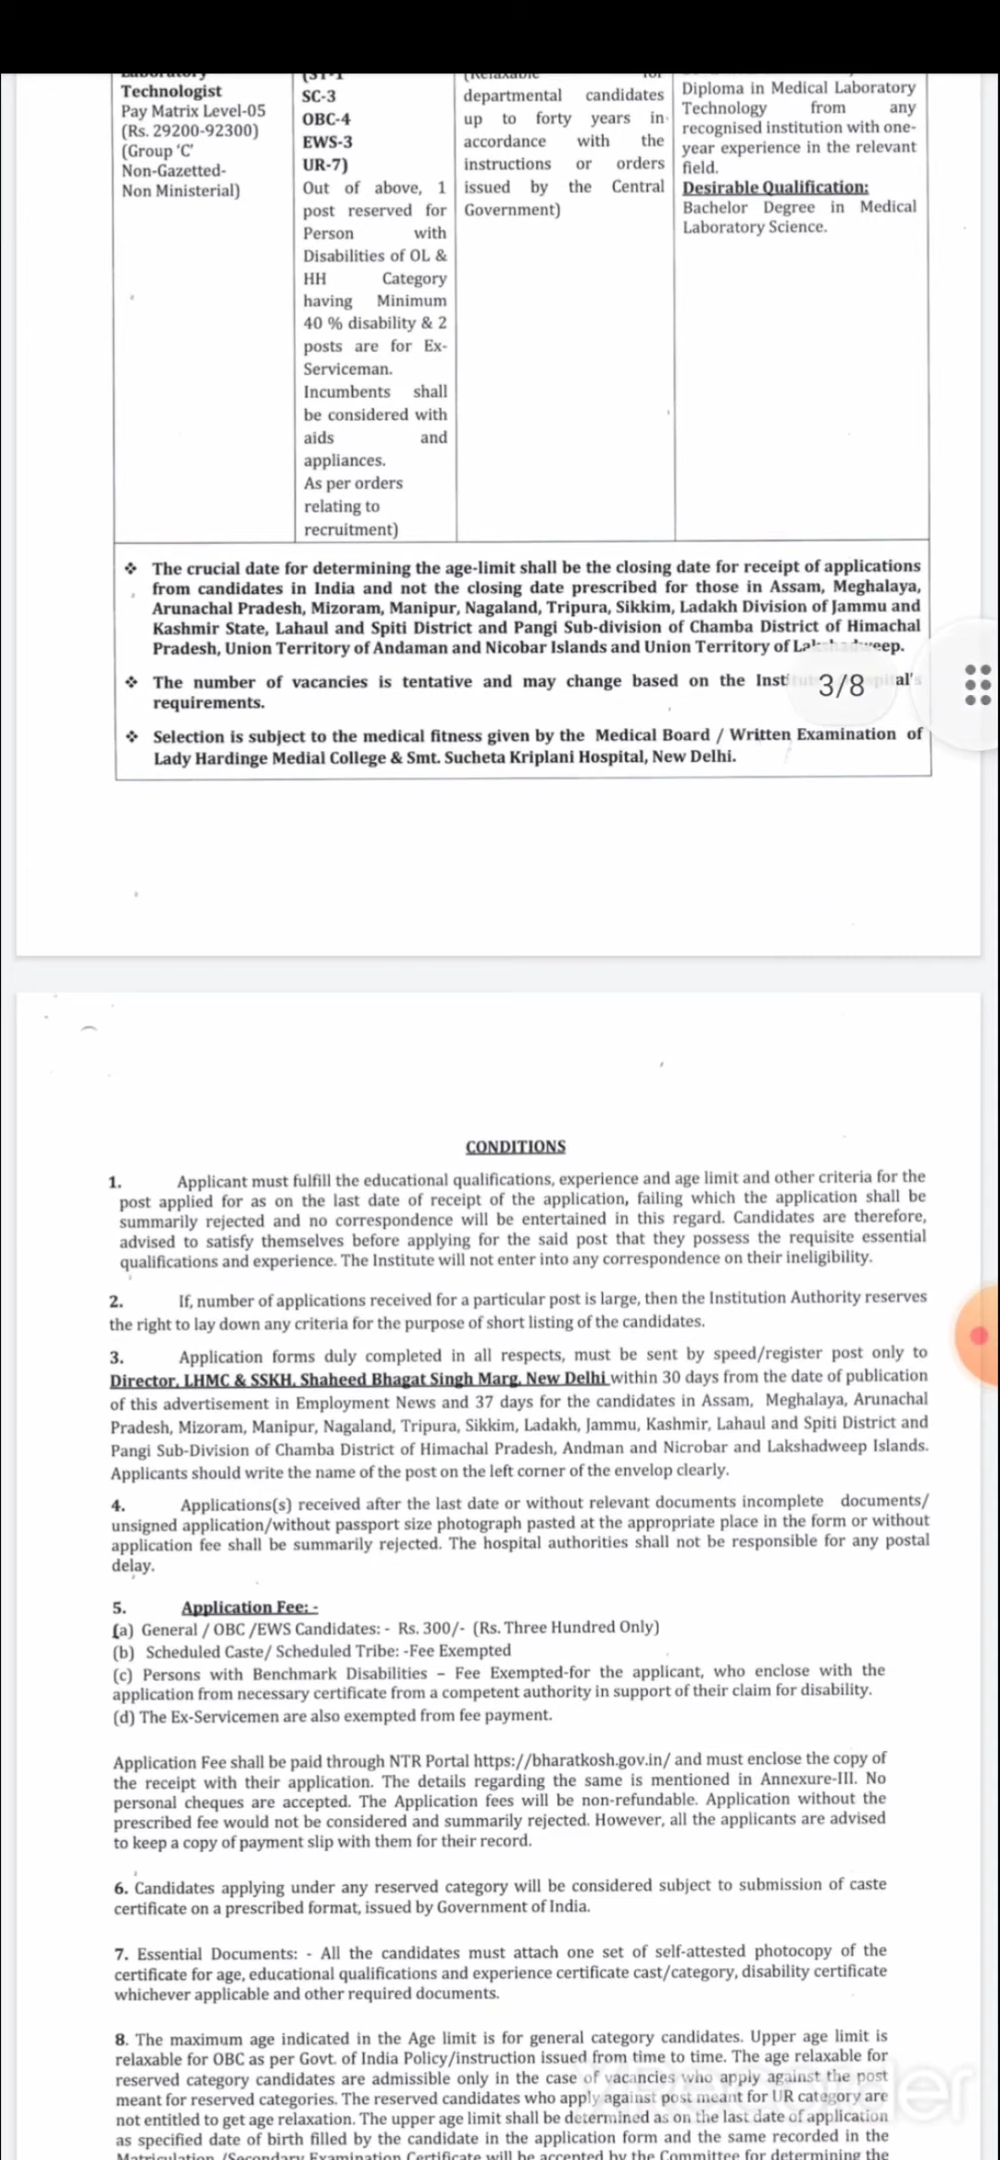 Laboratory
Technologist
Pay Matrix Level-05
(Rs. 29200-92300)
(Group 'C'
Non-Gazetted-
Non Ministerial)
(ST-1
SC-3
OBC-4
EWS-3
UR-7)
Out of above, 1
post reserved for
Person with
Disabilities of OL &
HH Category
having Minimum
40 % disability & 2
posts are for Ex-
Serviceman.
Incumbents shall
be considered with
aids and
appliances.
As per orders
relating to
recruitment)
(Relaxable for
departmental candidates
up to forty years in
accordance with the
instructions or orders
issued by the Central
Government)
Diploma in Medical Laboratory
Technology from any
recognised institution with one-
year experience in the relevant
field.
Desirable Qualification:
Bachelor Degree in Medical
Laboratory Science.
❖ The crucial date for determining the age-limit shall be the closing date for receipt of applications
from candidates in India and not the closing date prescribed for those in Assam, Meghalaya,
Arunachal Pradesh, Mizoram, Manipur, Nagaland, Tripura, Sikkim, Ladakh Division of Jammu and
Kashmir State, Lahaul and Spiti District and Pangi Sub-division of Chamba District of Himachal
Pradesh, Union Territory of Andaman and Nicobar Islands and Union Territory of Lakshadweep.
❖ The number of vacancies is tentative and may change based on the Institute/Hospital's
requirements.
3/8
❖ Selection is subject to the medical fitness given by the Medical Board / Written Examination of
Lady Hardinge Medial College & Smt. Sucheta Kriplani Hospital, New Delhi.
CONDITIONS
1. Applicant must fulfill the educational qualifications, experience and age limit and other criteria for the
post applied for as on the last date of receipt of the application, failing which the application shall be
summarily rejected and no correspondence will be entertained in this regard. Candidates are therefore,
advised to satisfy themselves before applying for the said post that they possess the requisite essential
qualifications and experience. The Institute will not enter into any correspondence on their ineligibility.
2. If, number of applications received for a particular post is large, then the Institution Authority reserves
the right to lay down any criteria for the purpose of short listing of the candidates.
3. Application forms duly completed in all respects, must be sent by speed/register post only to
Director, LHMC & SSKH, Shaheed Bhagat Singh Marg, New Delhi within 30 days from the date of publication
of this advertisement in Employment News and 37 days for the candidates in Assam, Meghalaya, Arunachal
Pradesh, Mizoram, Manipur, Nagaland, Tripura, Sikkim, Ladakh, Jammu, Kashmir, Lahaul and Spiti District and
Pangi Sub-Division of Chamba District of Himachal Pradesh, Andman and Nicrobar and Lakshadweep Islands.
Applicants should write the name of the post on the left corner of the envelop clearly.
4. Applications(s) received after the last date or without relevant documents incomplete documents/
unsigned application/without passport size photograph pasted at the appropriate place in the form or without
application fee shall be summarily rejected. The hospital authorities shall not be responsible for any postal
delay.
5. Application Fee: -
(a) General / OBC /EWS Candidates: - Rs. 300/- (Rs. Three Hundred Only)
(b) Scheduled Caste/ Scheduled Tribe: -Fee Exempted
(c) Persons with Benchmark Disabilities – Fee Exempted-for the applicant, who enclose with the
application from necessary certificate from a competent authority in support of their claim for disability.
(d) The Ex-Servicemen are also exempted from fee payment.
Application Fee shall be paid through NTR Portal https://bharatkosh.gov.in/ and must enclose the copy of
the receipt with their application. The details regarding the same is mentioned in Annexure-III. No
personal cheques are accepted. The Application fees will be non-refundable. Application without the
prescribed fee would not be considered and summarily rejected. However, all the applicants are advised
to keep a copy of payment slip with them for their record.
6. Candidates applying under any reserved category will be considered subject to submission of caste
certificate on a prescribed format, issued by Government of India.
7. Essential Documents: - All the candidates must attach one set of self-attested photocopy of the
certificate for age, educational qualifications and experience certificate cast/category, disability certificate
whichever applicable and other required documents.
8. The maximum age indicated in the Age limit is for general category candidates. Upper age limit is
relaxable for OBC as per Govt. of India Policy/instruction issued from time to time. The age relaxable for
reserved category candidates are admissible only in the case of vacancies who apply against the post
meant for reserved categories. The reserved candidates who apply against post meant for UR category are
not entitled to get age relaxation. The upper age limit shall be determined as on the last date of application
as specified date of birth filled by the candidate in the application form and the same recorded in the
Matriculation /Secondary Examination Certificate will be accepted by the Committee for determining the